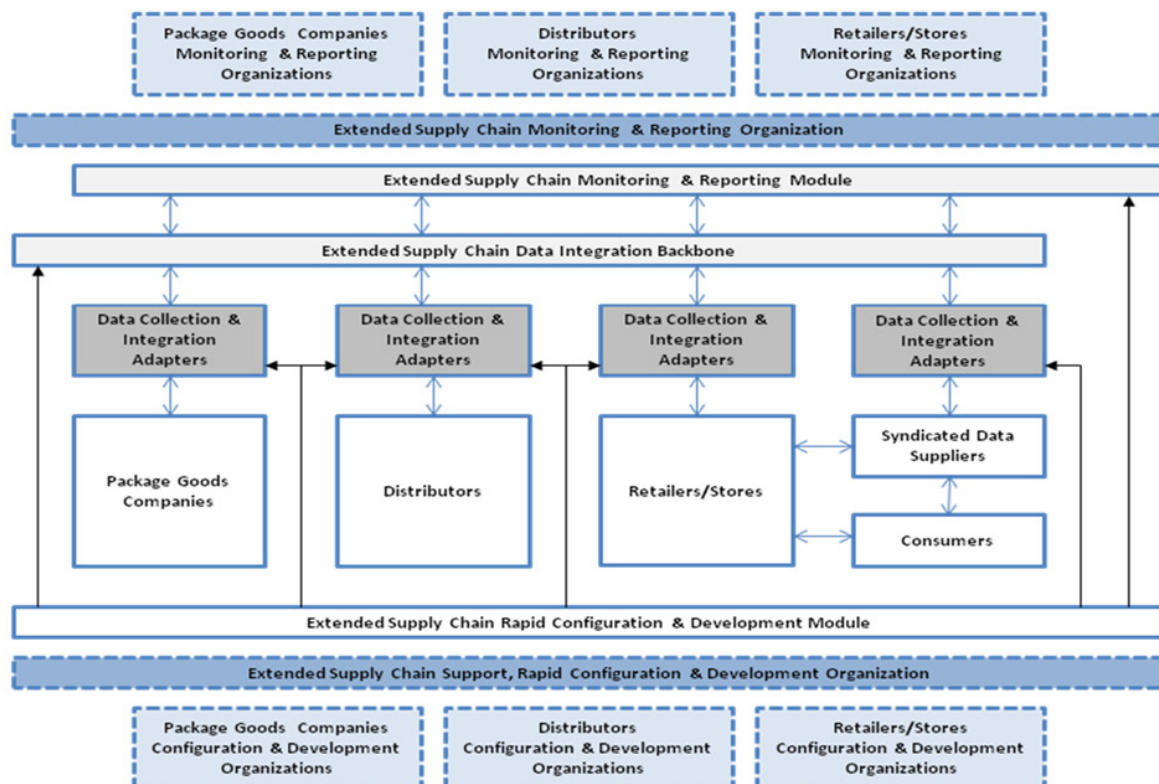 Package Goods Companies
Monitoring & Reporting
Organizations
Distributors
Monitoring & Reporting
Organizations
Retailers/Stores
Monitoring & Reporting
Organizations
Extended Supply Chain Monitoring & Reporting Organization
Extended Supply Chain Monitoring & Reporting Module
Extended Supply Chain Data Integration Backbone
Data Collection &
Integration
Adapters
Data Collection &
Integration
Adapters
Data Collection &
Integration
Adapters
Data Collection &
Integration
Adapters
Package Goods
Companies
Distributors
Retailers/Stores
Syndicated Data
Suppliers
Consumers
Extended Supply Chain Rapid Configuration & Development Module
Extended Supply Chain Support, Rapid Configuration & Development Organization
Package Goods Companies
Configuration & Development
Organizations
Distributors
Configuration & Development
Organizations
Retailers/Stores
Configuration & Development
Organizations